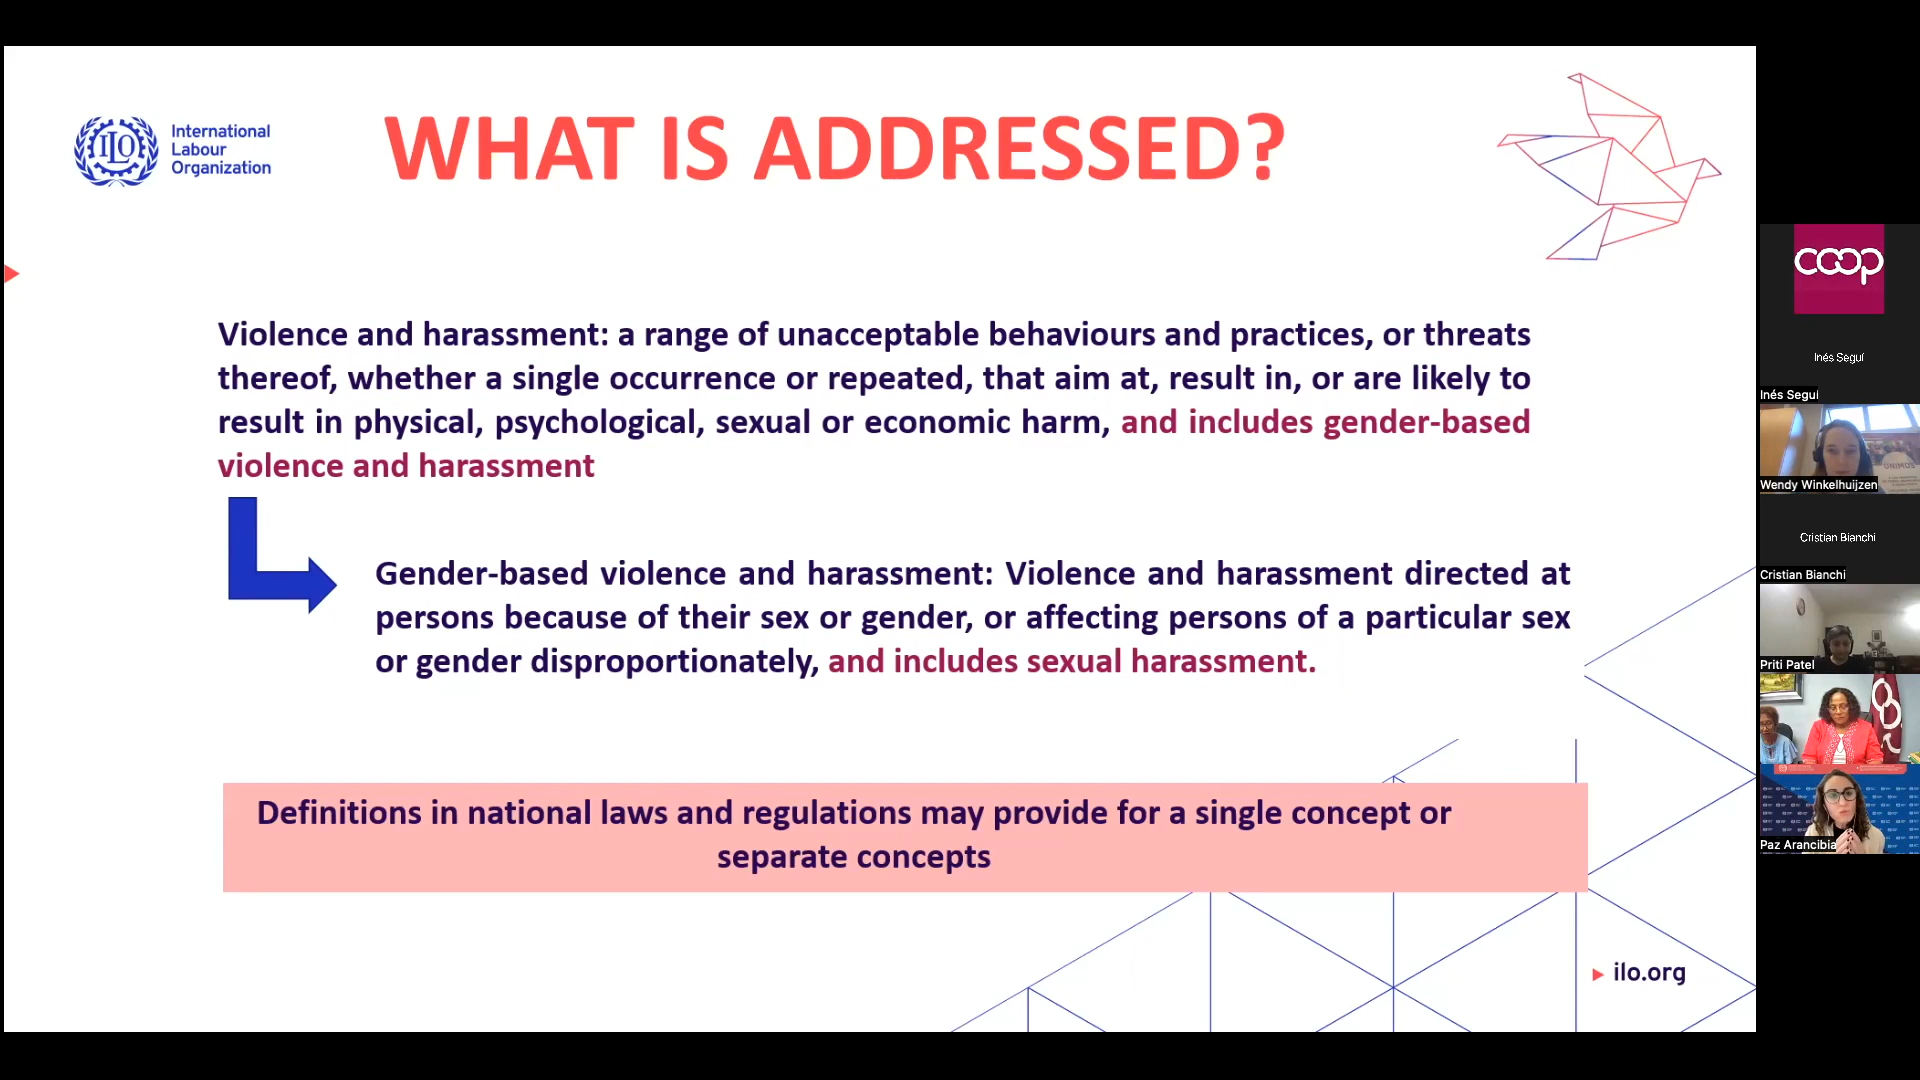 ILO
International
Labour
Organization
WHAT IS ADDRESSED?
Violence and harassment: a range of unacceptable behaviours and practices, or threats
thereof, whether a single occurrence or repeated, that aim at, result in, or are likely to
result in physical, psychological, sexual or economic harm, and includes gender-based
violence and harassment
Gender-based violence and harassment: Violence and harassment directed at
persons because of their sex or gender, or affecting persons of a particular sex
or gender disproportionately, and includes sexual harassment.
Definitions in national laws and regulations may provide for a single concept or
separate concepts
ilo.org
coop
Inés Seguí
Inés Seguí
Wendy Winkelhuijzen
Cristian Bianchi
Cristian Bianchi
Priti Patel
Paz Arancibia